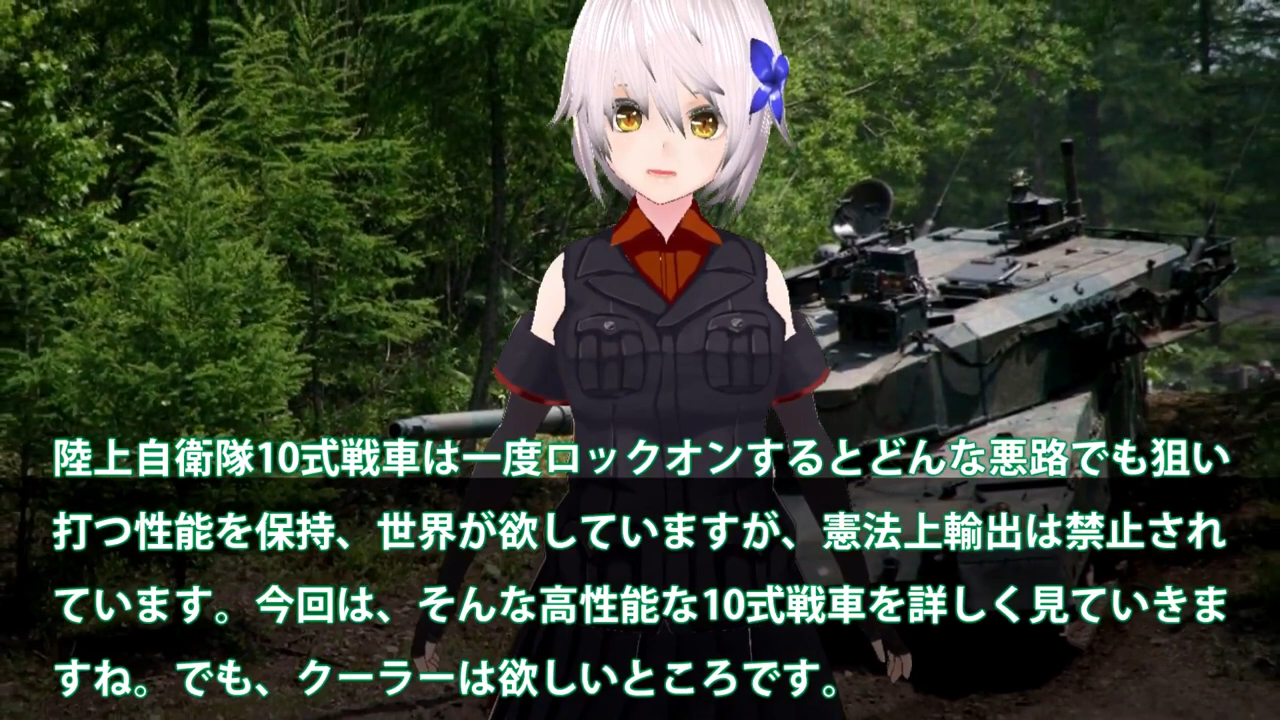 陸上自衛隊10式戦車は一度ロックオンするとどんな悪路でも狙い
打つ性能を保持、世界が欲していますが、憲法上輸出は禁止され
ています。今回は、そんな高性能な10式戦車を詳しく見ていきま
すね。でも、クーラーは欲しいところです。